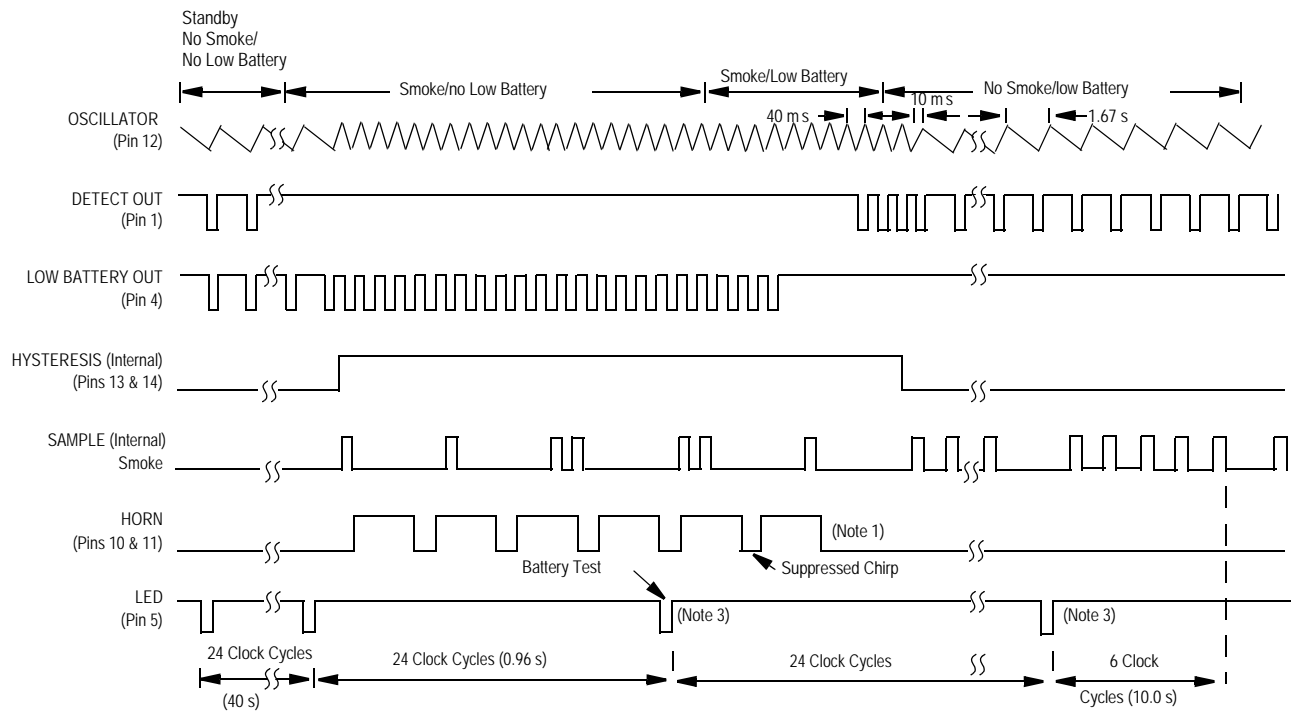 Standby
No Smoke/
No Low Battery
Smoke/no Low Battery
Smoke/Low Battery
No Smoke/low Battery
OSCILLATOR
(Pin 12)
40 ms
10 ms
1.67 s
DETECT OUT
(Pin 1)
LOW BATTERY OUT
(Pin 4)
HYSTERESIS (Internal)
(Pins 13 & 14)
SAMPLE (Internal)
Smoke
HORN
(Pins 10 & 11)
(Note 1)
Battery Test
Suppressed Chirp
LED
(Pin 5)
(Note 3)
(Note 3)
24 Clock Cycles
(40 s)
24 Clock Cycles (0.96 s)
24 Clock Cycles
6 Clock
Cycles (10.0 s)